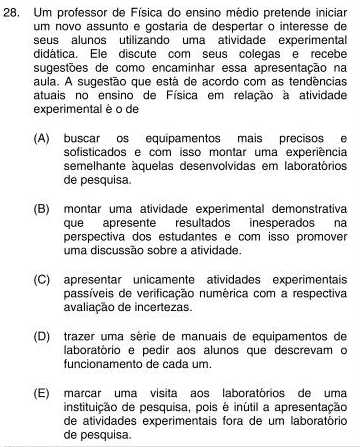 28. Um professor de Física do ensino médio pretende iniciar
um novo assunto e gostaria de despertar o interesse de
seus alunos utilizando uma atividade experimental
didática. Ele discute com seus colegas e recebe
sugestões de como encaminhar essa apresentação na
aula. A sugestão que está de acordo com as tendências
atuais no ensino de Física em relação à atividade
experimental é o de
(A) buscar os equipamentos mais precisos e
sofisticados e com isso montar uma experiência
semelhante àquelas desenvolvidas em laboratórios
de pesquisa.
(B) montar uma atividade experimental demonstrativa
que apresente resultados inesperados na
perspectiva dos estudantes e com isso promover
uma discussão sobre a atividade.
(C) apresentar unicamente atividades experimentais
passíveis de verificação numérica com a respectiva
avaliação de incertezas.
(D) trazer uma série de manuais de equipamentos de
laboratório e pedir aos alunos que descrevam o
funcionamento de cada um.
(E) marcar uma visita aos laboratórios de uma
instituição de pesquisa, pois é inútil a apresentação
de atividades experimentais fora de um laboratório
de pesquisa.